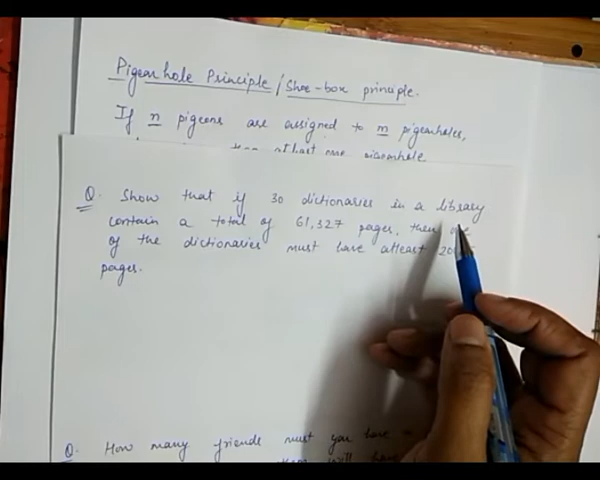 Pigeonhole Principle / Shoe-box principle.
If n pigeons are assigned to m pigeonholes,
Q. Show that if 30 dictionaries in a library
contain a total of 61,327 pages, then
of the dictionaries must have atleast
pages.
Q. How many friends must you have